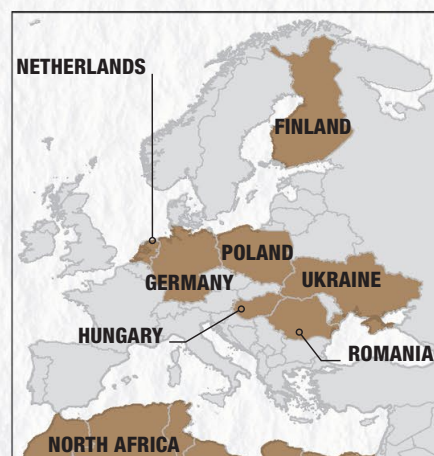 NETHERLANDS
FINLAND
POLAND
GERMANY
UKRAINE
HUNGARY
ROMANIA
NORTH AFRICA